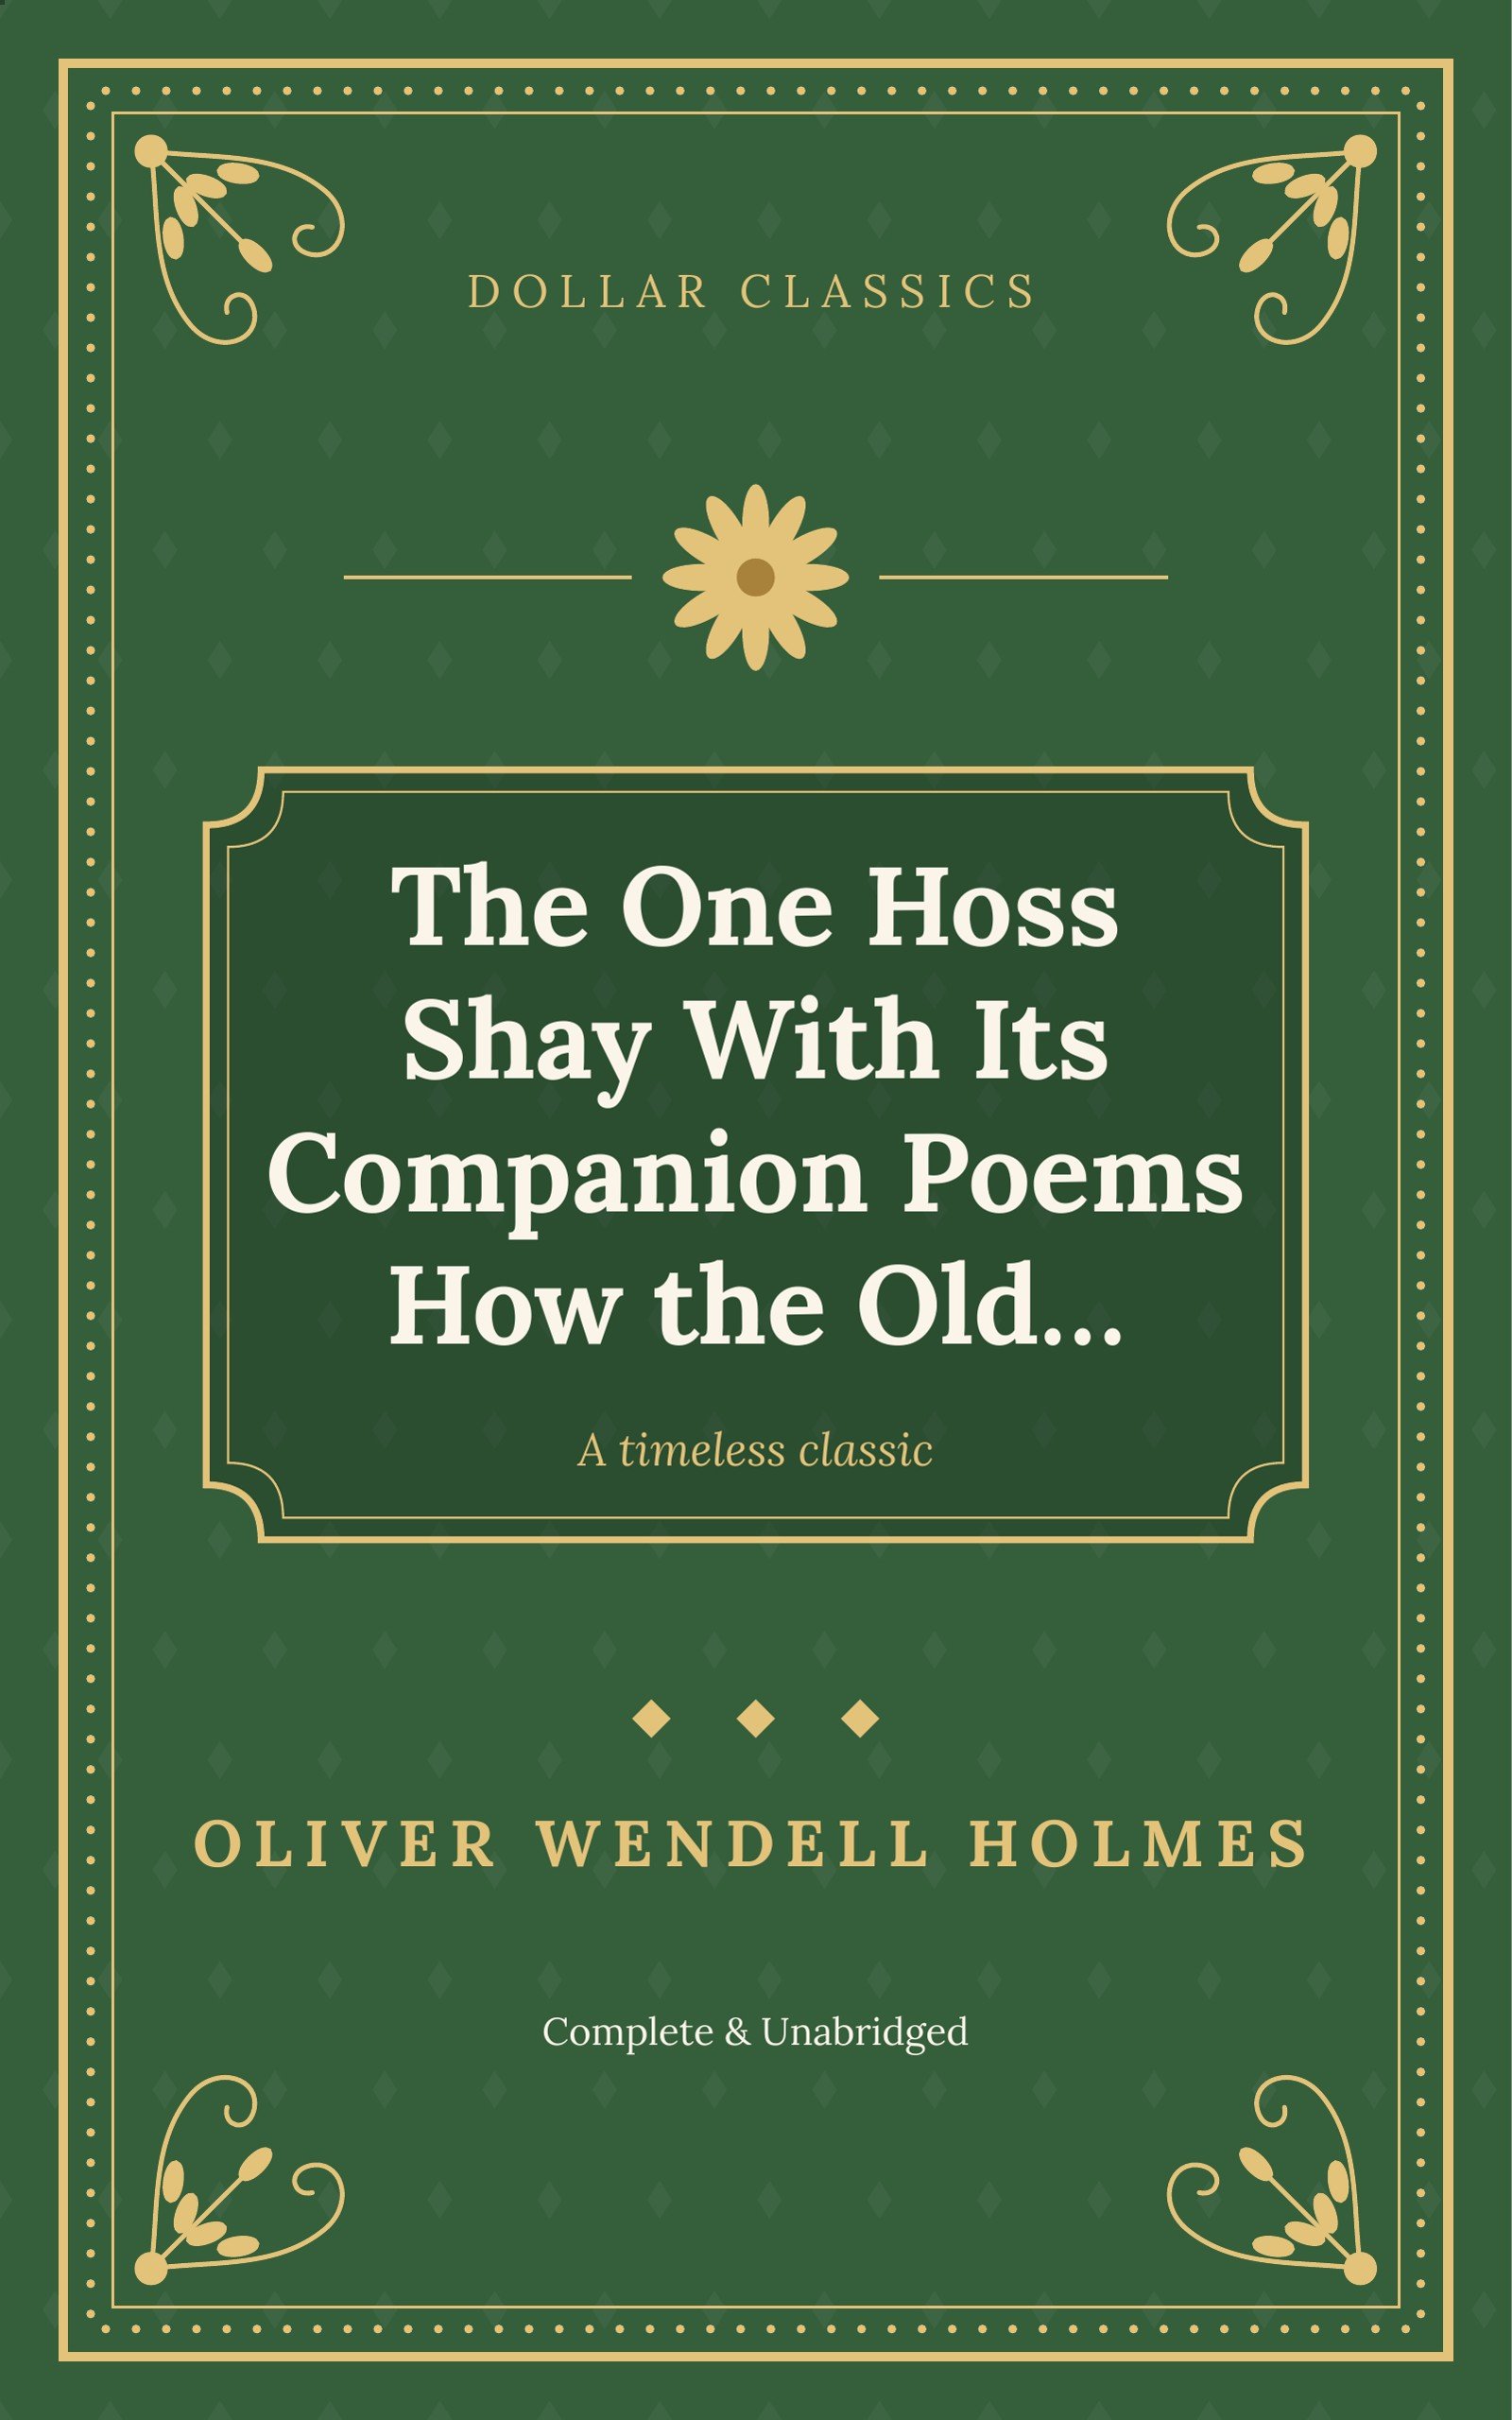 DOLLAR CLASSICS
The One Hoss
Shay With Its
Companion Poems
How the Old...
A timeless classic
OLIVER WENDELL HOLMES
Complete & Unabridged